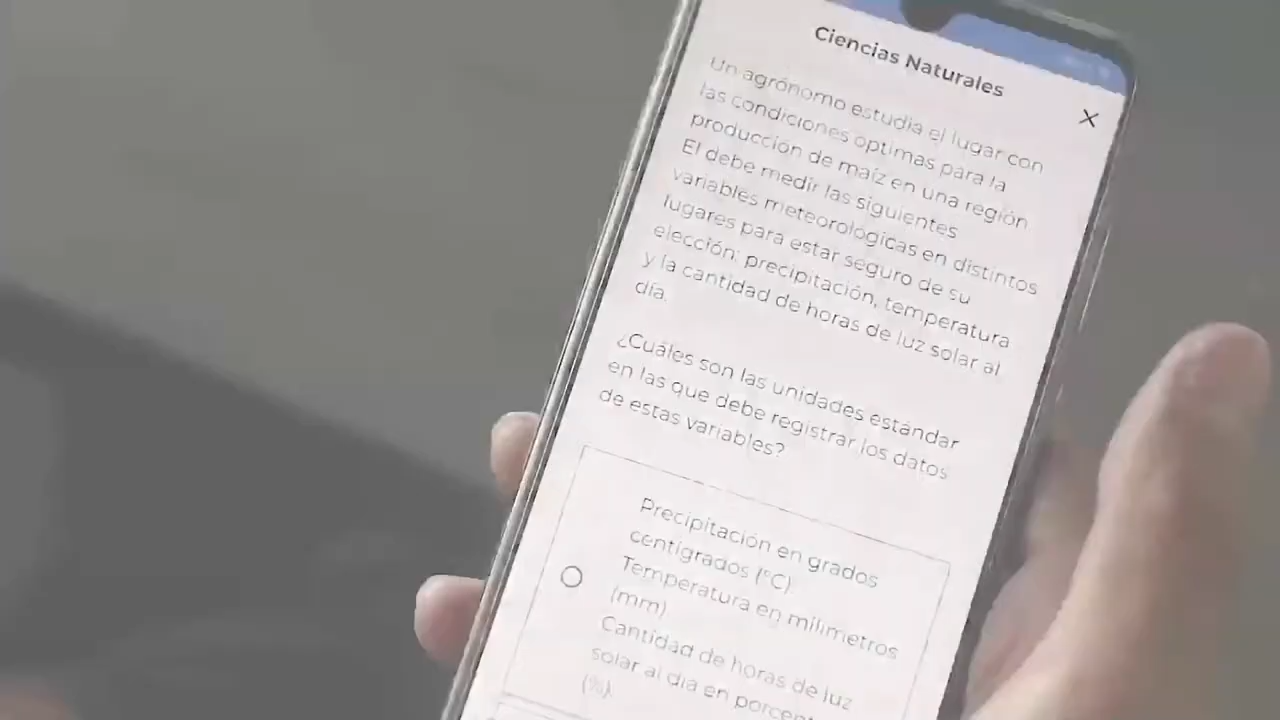 Ciencias Naturales
Un agrónomo estudia el lugar con
las condiciones optimas para la
producción de maíz en una región
El debe medir las siguientes
variables meteorologicas en distintos
lugares para estar seguro de su
elección: precipitación, temperatura
y la cantidad de horas de luz solar al
día.
¿Cuáles son las unidades estándar
en las que debe registrar los datos
de estas variables?
Precipitación en grados
centígrados (°C).
Temperatura en milimetros
(mm)
Cantidad de horas de luz
solar al día en
(%).